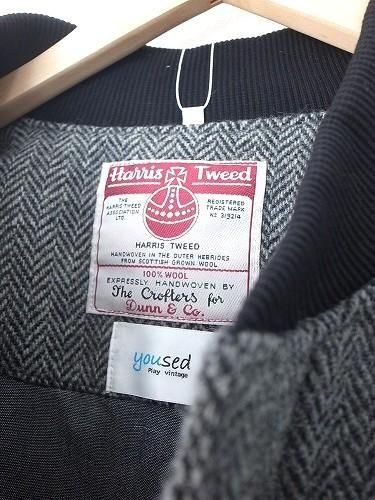 Harris Tweed
THE
HARRIS TWEED
ASSOCIATION
LTD.
REGISTERED
TRADE MARK
No 319214
HARRIS TWEED
HANDWOVEN IN THE OUTER HEBRIDES
FROM SCOTTISH GROWN WOOL
100% WOOL
EXPRESSLY HANDWOVEN BY
The Crofters for
Dunn & Co.
yoused
Play vintage